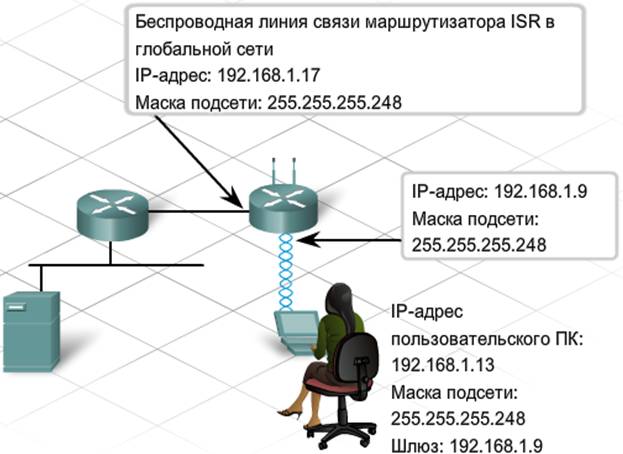 Беспроводная линия связи маршрутизатора ISR в
глобальной сети
IP-адрес: 192.168.1.17
Маска подсети: 255.255.255.248
IP-адрес: 192.168.1.9
Маска подсети:
255.255.255.248
IP-адрес
пользовательского ПК:
192.168.1.13
Маска подсети:
255.255.255.248
Шлюз: 192.168.1.9